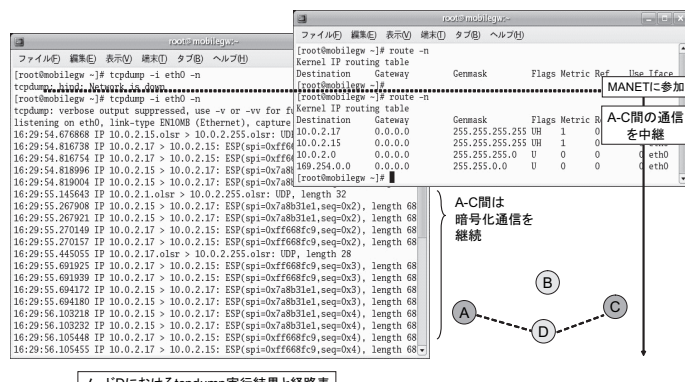 root@mobilegw:~
ファイル(F) 編集(E) 表示(V) 端末(T) タブ(B) ヘルプ(H)
[root@mobilegw ~]# tcpdump -i eth0 -n
tcpdump: bind: Network is down
[root@mobilegw ~]# tcpdump -i eth0 -n
tcpdump: verbose output suppressed, use -v or -vv for fu
listening on eth0, link-type EN10MB (Ethernet), capture
16:29:54.676868 IP 10.0.2.15.olsr > 10.0.2.255.olsr: UDP
16:29:54.816738 IP 10.0.2.17 > 10.0.2.15: ESP(spi=0xff66
16:29:54.816754 IP 10.0.2.17 > 10.0.2.15: ESP(spi=0xff66
16:29:54.818996 IP 10.0.2.15 > 10.0.2.17: ESP(spi=0x7a8b
16:29:54.819004 IP 10.0.2.15 > 10.0.2.17: ESP(spi=0x7a8b
16:29:55.145643 IP 10.0.2.1.olsr > 10.0.2.255.olsr: UDP, length 32
16:29:55.267908 IP 10.0.2.15 > 10.0.2.17: ESP(spi=0x7a8b31e1,seq=0x2), length 68
16:29:55.267921 IP 10.0.2.15 > 10.0.2.17: ESP(spi=0x7a8b31e1,seq=0x2), length 68
16:29:55.270149 IP 10.0.2.17 > 10.0.2.15: ESP(spi=0xff668fc9,seq=0x2), length 68
16:29:55.270157 IP 10.0.2.17 > 10.0.2.15: ESP(spi=0xff668fc9,seq=0x2), length 68
16:29:55.445055 IP 10.0.2.17.olsr > 10.0.2.255.olsr: UDP, length 28
16:29:55.691925 IP 10.0.2.17 > 10.0.2.15: ESP(spi=0xff668fc9,seq=0x3), length 68
16:29:55.691939 IP 10.0.2.17 > 10.0.2.15: ESP(spi=0xff668fc9,seq=0x3), length 68
16:29:55.694172 IP 10.0.2.15 > 10.0.2.17: ESP(spi=0x7a8b31e1,seq=0x3), length 68
16:29:55.694180 IP 10.0.2.15 > 10.0.2.17: ESP(spi=0x7a8b31e1,seq=0x3), length 68
16:29:56.103218 IP 10.0.2.15 > 10.0.2.17: ESP(spi=0x7a8b31e1,seq=0x4), length 68
16:29:56.103232 IP 10.0.2.15 > 10.0.2.17: ESP(spi=0x7a8b31e1,seq=0x4), length 68
16:29:56.105448 IP 10.0.2.17 > 10.0.2.15: ESP(spi=0xff668fc9,seq=0x4), length 68
16:29:56.105455 IP 10.0.2.17 > 10.0.2.15: ESP(spi=0xff668fc9,seq=0x4), length 68
root@mobilegw:~
ファイル(F) 編集(E) 表示(V) 端末(T) タブ(B) ヘルプ(H)
[root@mobilegw ~]# route -n
Kernel IP routing table
Destination Gateway Genmask Flags Metric Ref Use Iface
[root@mobilegw ~]#
[root@mobilegw ~]# route -n
Kernel IP routing table
Destination Gateway Genmask Flags Metric Ref
10.0.2.17 0.0.0.0 255.255.255.255 UH 1 0
10.0.2.15 0.0.0.0 255.255.255.255 UH 1 0
10.0.2.0 0.0.0.0 255.255.255.0 U 0 0 0 eth0
169.254.0.0 0.0.0.0 255.255.0.0 U 0 0 0 eth0
[root@mobilegw ~]#
MANETに参加
A-C間の通信
を中継
A-C間は
暗号化通信を
継続
B
A
C
D